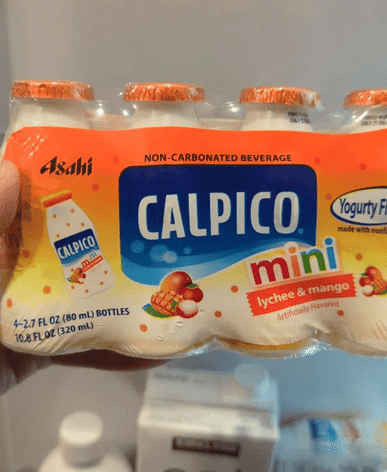 Asahi
NON-CARBONATED BEVERAGE
CALPICO
Yogurty
made with
mini
lychee & mango
Artificially Flavored
CALPICO
mini
4-2.7 FL OZ (80 mL) BOTTLES
10.8 FL OZ (320 mL)